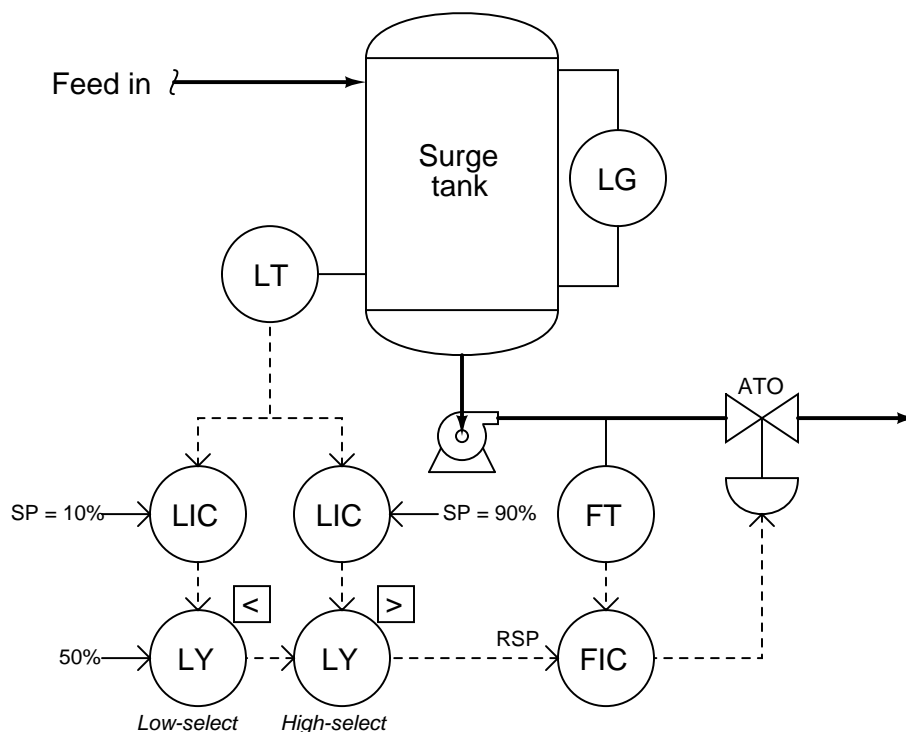 Feed in
Surge
tank
LG
LT
ATO
SP = 10%
LIC
LIC
SP = 90%
FT
<
>
50%
LY
LY
RSP
FIC
Low-select
High-select